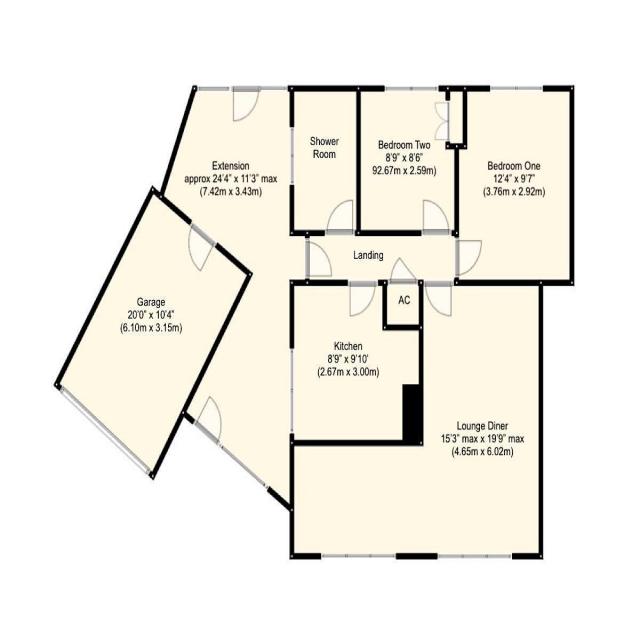 Extension
approx 24'4" x 11'3" max
(7.42m x 3.43m)
Shower
Room
Bedroom Two
8'9" x 8'6"
92.67m x 2.59m)
Bedroom One
12'4" x 9'7"
(3.76m x 2.92m)
Landing
Garage
20'0" x 10'4"
(6.10m x 3.15m)
AC
Kitchen
8'9" x 9'10'
(2.67m x 3.00m)
Lounge Diner
15'3" max x 19'9" max
(4.65m x 6.02m)